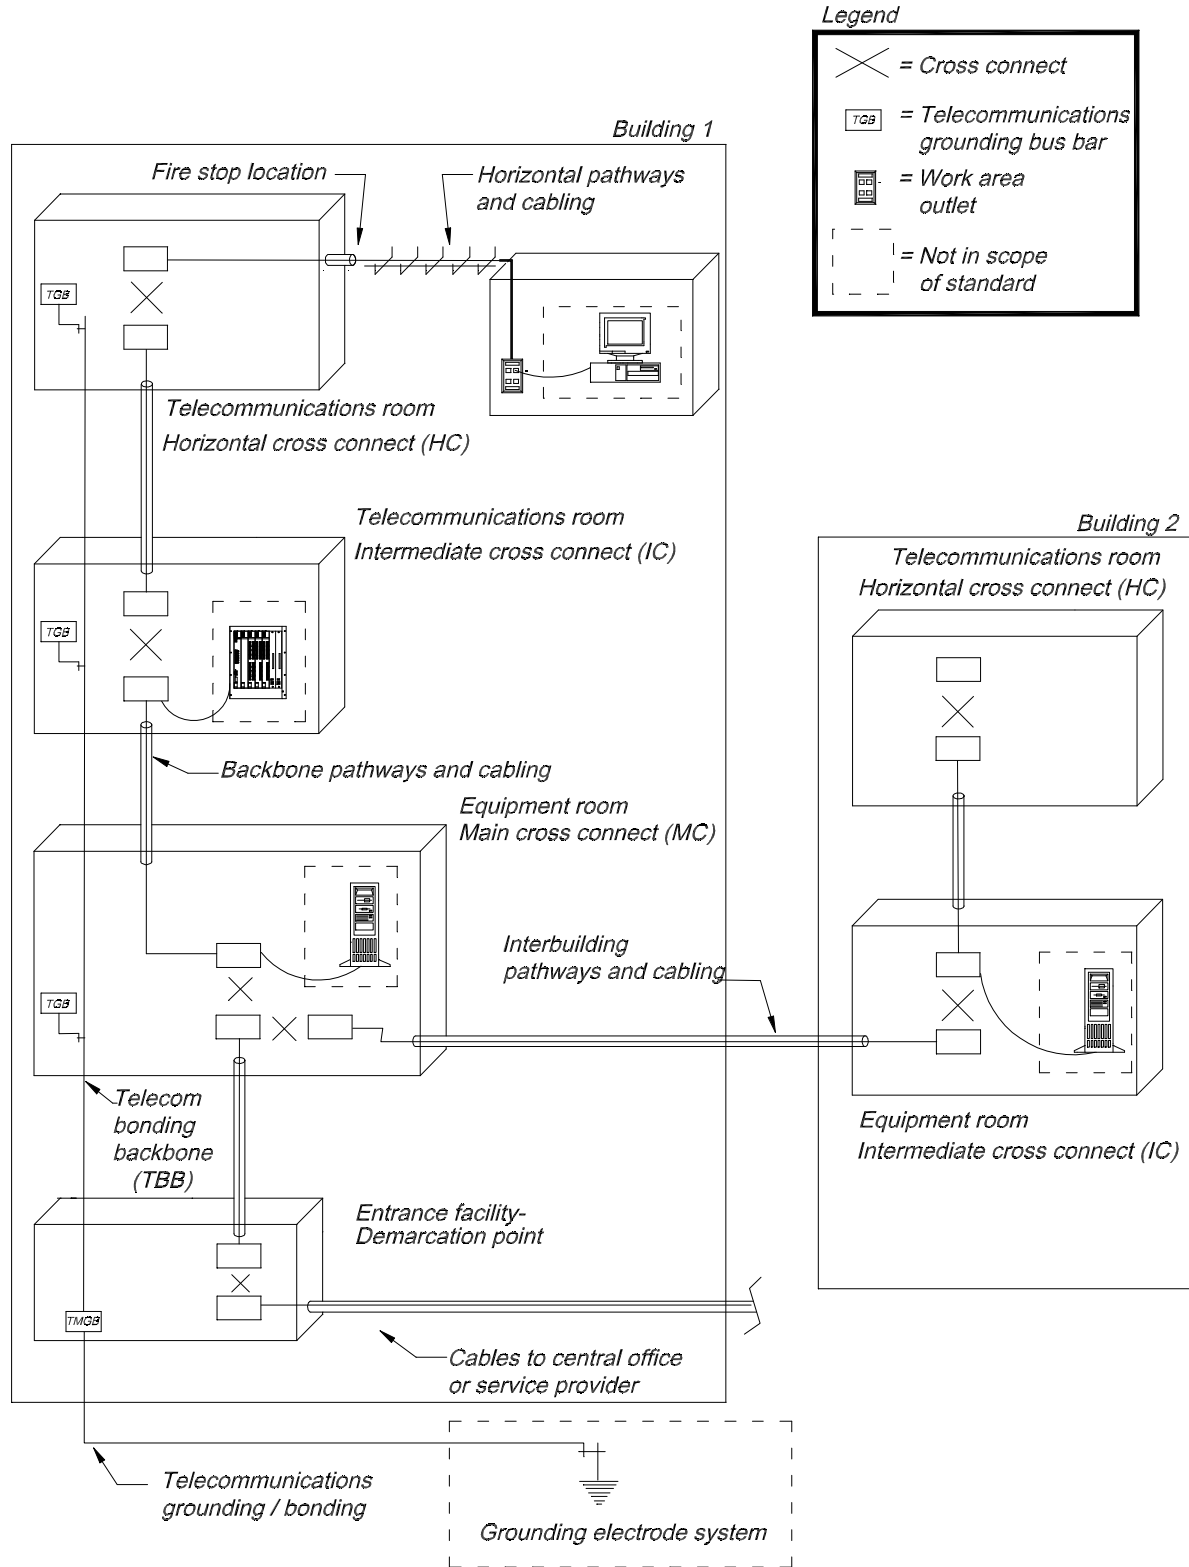 Legend
= Cross connect
TGB
= Telecommunications
grounding bus bar
= Work area
outlet
= Not in scope
of standard
Building 1
Fire stop location
Horizontal pathways
and cabling
TGB
Telecommunications room
Horizontal cross connect (HC)
Telecommunications room
Intermediate cross connect (IC)
TGB
Backbone pathways and cabling
Equipment room
Main cross connect (MC)
Interbuilding
pathways and cabling
TGB
Telecom
bonding
backbone
(TBB)
Entrance facility-
Demarcation point
TMGB
Cables to central office
or service provider
Telecommunications
grounding / bonding
Grounding electrode system
Building 2
Telecommunications room
Horizontal cross connect (HC)
Equipment room
Intermediate cross connect (IC)